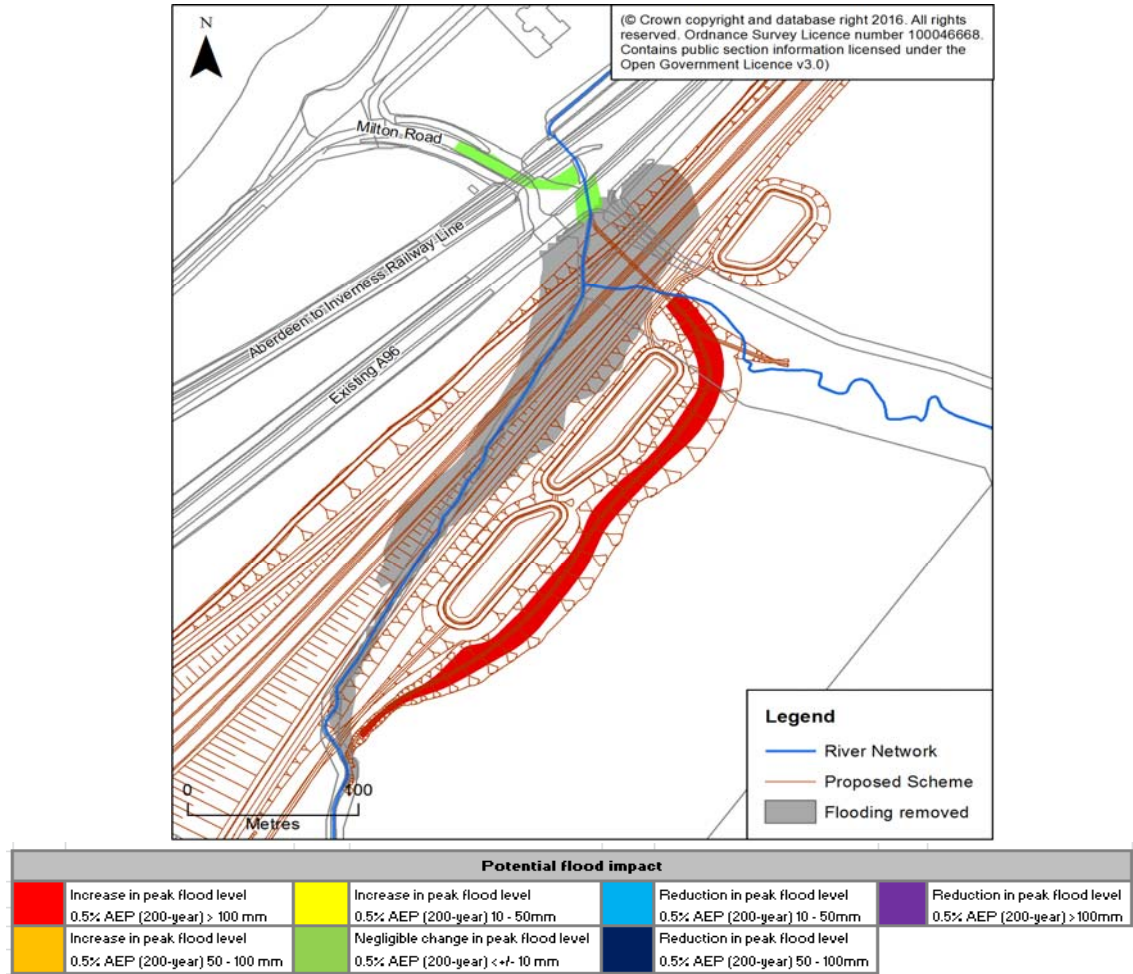 (© Crown copyright and database right 2016. All rights
reserved. Ordnance Survey Licence number 100046668.
Contains public section information licensed under the
Open Government Licence v3.0)
N
Milton Road
Aberdeen to Inverness Railway Line
Existing A96
0 400
Metres
Legend
River Network
Proposed Scheme
Flooding removed
Potential flood impact
Increase in peak flood level
0.5% AEP (200-year) > 100 mm
Increase in peak flood level
0.5% AEP (200-year) 10 - 50mm
Reduction in peak flood level
0.5% AEP (200-year) 10 - 50mm
Reduction in peak flood level
0.5% AEP (200-year) >100mm
Increase in peak flood level
0.5% AEP (200-year) 50 - 100 mm
Negligible change in peak flood level
0.5% AEP (200-year) <+/- 10 mm
Reduction in peak flood level
0.5% AEP (200-year) 50 - 100mm